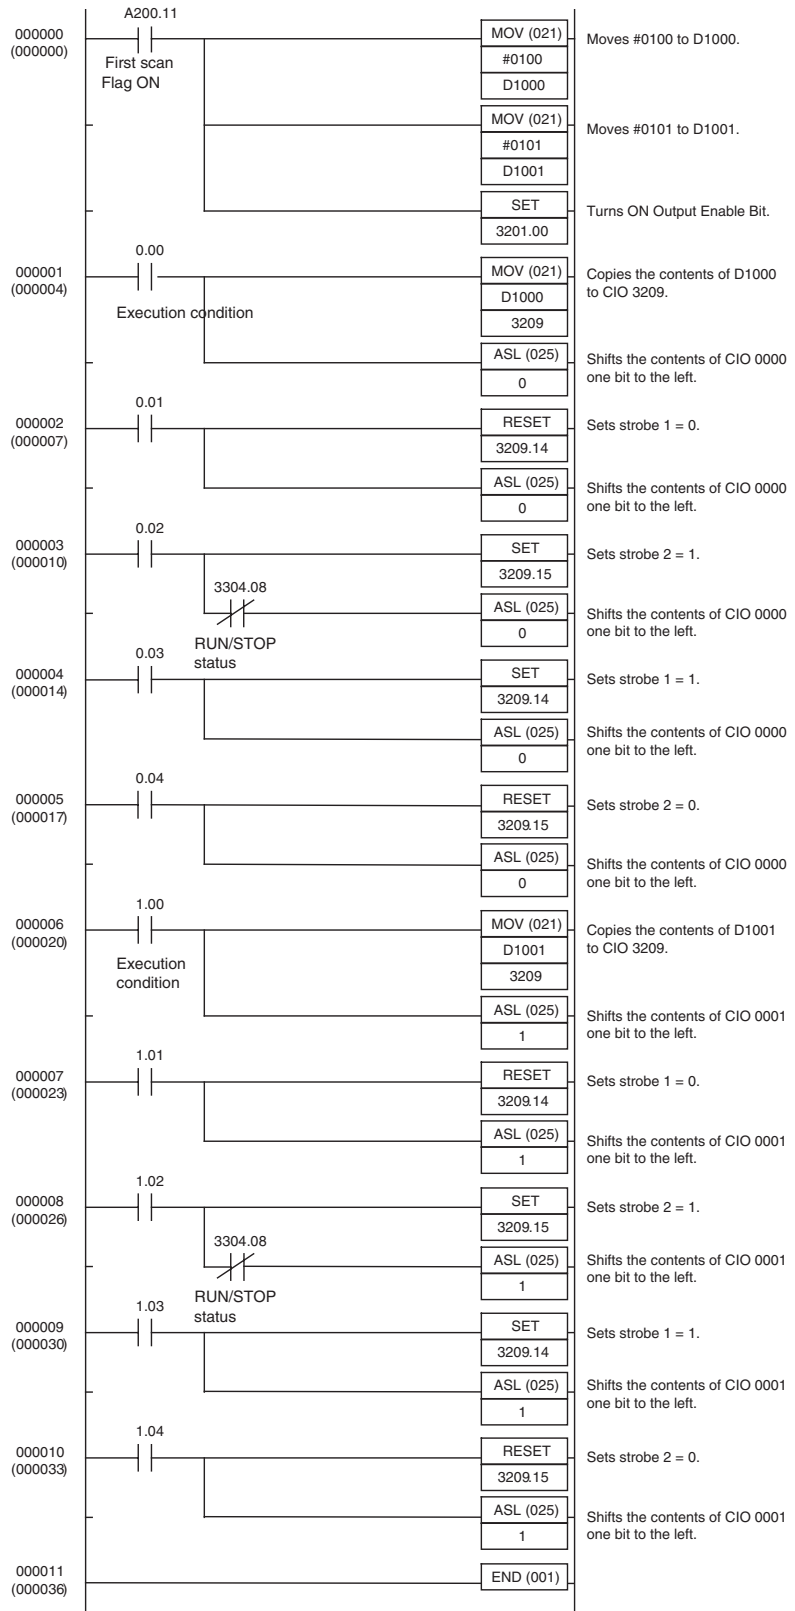 A200.11
000000
(000000)
First scan
Flag ON
MOV (021)
#0100
D1000
Moves #0100 to D1000.
MOV (021)
#0101
D1001
Moves #0101 to D1001.
SET
3201.00
Turns ON Output Enable Bit.
0.00
000001
(000004)
Execution condition
MOV (021)
D1000
3209
Copies the contents of D1000
to CIO 3209.
ASL (025)
0
Shifts the contents of CIO 0000
one bit to the left.
0.01
000002
(000007)
RESET
3209.14
Sets strobe 1 = 0.
ASL (025)
0
Shifts the contents of CIO 0000
one bit to the left.
0.02
000003
(000010)
SET
3209.15
Sets strobe 2 = 1.
3304.08
RUN/STOP
status
ASL (025)
0
Shifts the contents of CIO 0000
one bit to the left.
0.03
000004
(000014)
SET
3209.14
Sets strobe 1 = 1.
ASL (025)
0
Shifts the contents of CIO 0000
one bit to the left.
0.04
000005
(000017)
RESET
3209.15
Sets strobe 2 = 0.
ASL (025)
0
Shifts the contents of CIO 0000
one bit to the left.
1.00
000006
(000020)
Execution
condition
MOV (021)
D1001
3209
Copies the contents of D1001
to CIO 3209.
ASL (025)
1
Shifts the contents of CIO 0001
one bit to the left.
1.01
000007
(000023)
RESET
3209.14
Sets strobe 1 = 0.
ASL (025)
1
Shifts the contents of CIO 0001
one bit to the left.
1.02
000008
(000026)
SET
3209.15
Sets strobe 2 = 1.
3304.08
RUN/STOP
status
ASL (025)
1
Shifts the contents of CIO 0001
one bit to the left.
1.03
000009
(000030)
SET
3209.14
Sets strobe 1 = 1.
ASL (025)
1
Shifts the contents of CIO 0001
one bit to the left.
1.04
000010
(000033)
RESET
3209.15
Sets strobe 2 = 0.
ASL (025)
1
Shifts the contents of CIO 0001
one bit to the left.
000011
(000036)
END (001)